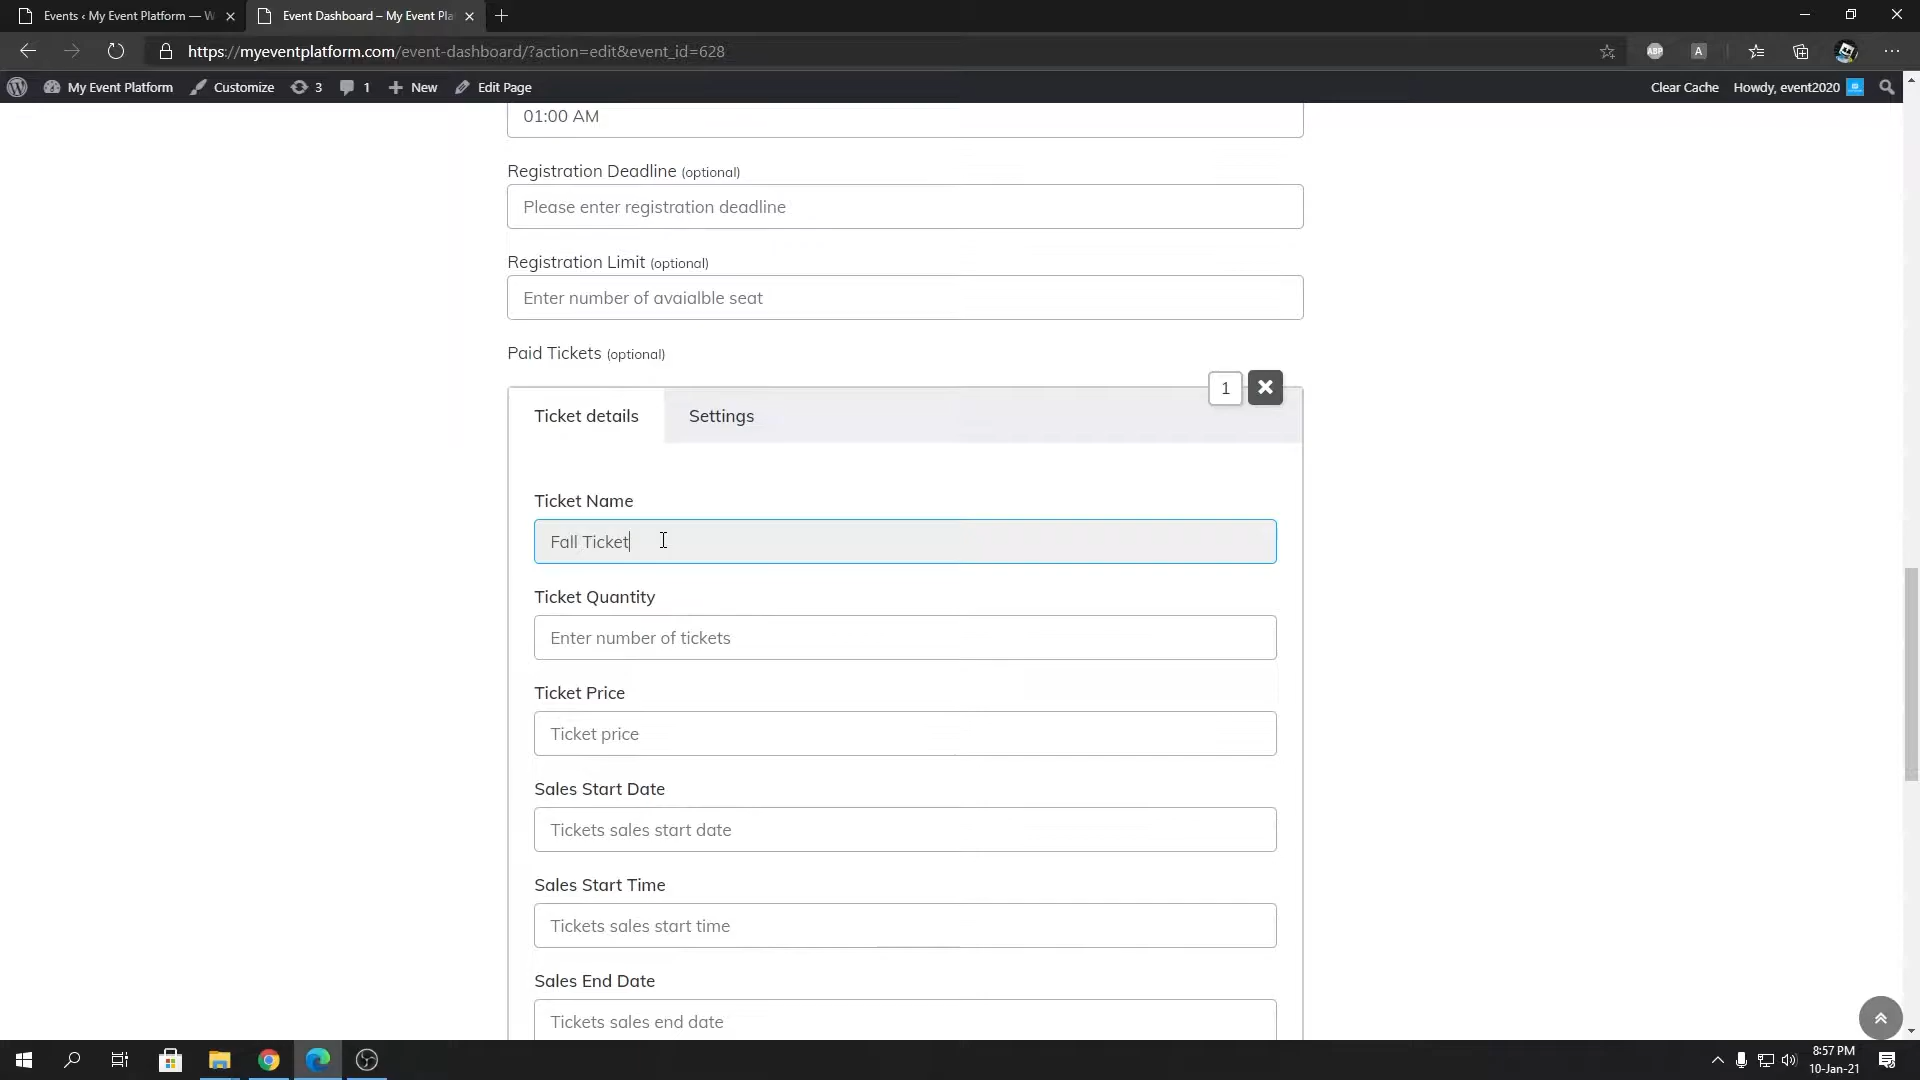 Events ‹ My Event Platform — W
Event Dashboard – My Event Pla
https://myeventplatform.com/event-dashboard/?action=edit&event_id=628
ABP
A
My Event Platform
Customize
3
1
New
Edit Page
Clear Cache
Howdy, event2020
01:00 AM
Registration Deadline (optional)
Please enter registration deadline
Registration Limit (optional)
Enter number of avaialble seat
Paid Tickets (optional)
1
Ticket details
Settings
Ticket Name
Fall Ticket
Ticket Quantity
Enter number of tickets
Ticket Price
Ticket price
Sales Start Date
Tickets sales start date
Sales Start Time
Tickets sales start time
Sales End Date
Tickets sales end date
8:57 PM
10-Jan-21